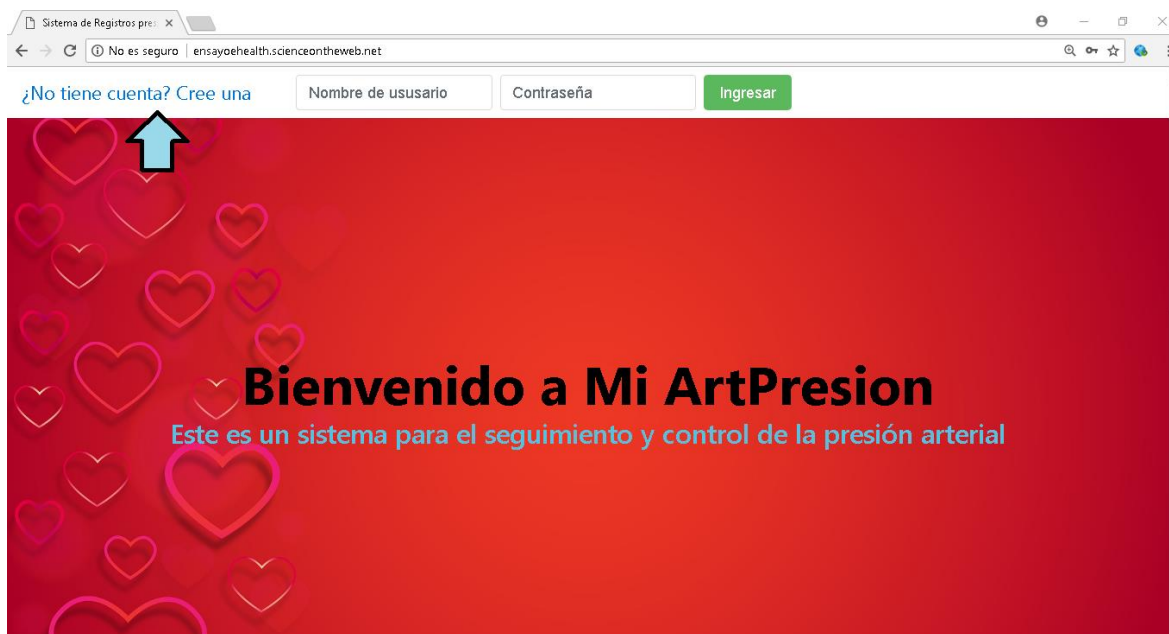 Sistema de Registros pres
No es seguro ensayoehealth.scienceontheweb.net
¿No tiene cuenta? Cree una Nombre de ususario Contraseña Ingresar
Bienvenido a Mi ArtPresion
Este es un sistema para el seguimiento y control de la presión arterial